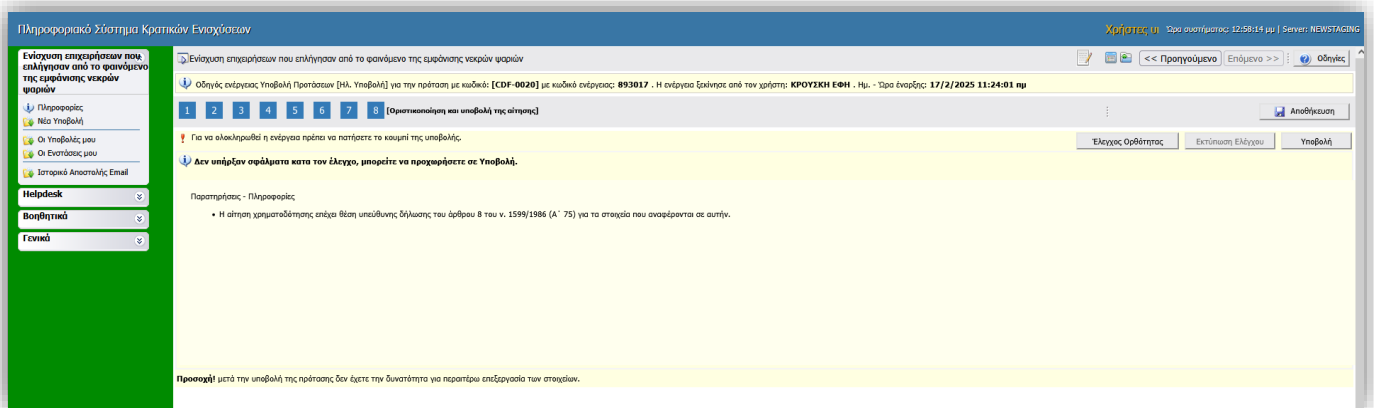 Πληροφοριακό Σύστημα Κρατικών Ενισχύσεων
Χρήστες υι Ώρα συστήματος: 12:58:14 μμ | Server: NEWSTAGING
Ενίσχυση επιχειρήσεων που επλήγησαν από το φαινόμενο της εμφάνισης νεκρών ψαριών
<< Προηγούμενο Επόμενο >> Οδηγίες
Ενίσχυση επιχειρήσεων που
επλήγησαν από το φαινόμενο
της εμφάνισης νεκρών
ψαριών
Πληροφορίες
Νέα Υποβολή
Οι Υποβολές μου
Οι Ενστάσεις μου
Ιστορικό Αποστολής Email
Helpdesk
Βοηθητικά
Γενικά
Οδηγός ενέργειας Υποβολή Προτάσεων [Ηλ. Υποβολή] για την πρόταση με κωδικό: [CDF-0020] με κωδικό ενέργειας: 893017 . Η ενέργεια ξεκίνησε από τον χρήστη: ΚΡΟΥΣΚΗ ΕΦΗ . Ημ. - Ώρα έναρξης: 17/2/2025 11:24:01 πμ
1 2 3 4 5 6 7 8 [Οριστικοποίηση και υποβολή της αίτησης]
Αποθήκευση
Για να ολοκληρωθεί η ενέργεια πρέπει να πατήσετε το κουμπί της υποβολής.
Έλεγχος Ορθότητας Εκτύπωση Ελέγχου Υποβολή
Δεν υπήρξαν σφάλματα κατα τον έλεγχο, μπορείτε να προχωρήσετε σε Υποβολή.
Παρατηρήσεις - Πληροφορίες
• Η αίτηση χρηματοδότησης επέχει θέση υπεύθυνης δήλωσης του άρθρου 8 του ν. 1599/1986 (Α΄ 75) για τα στοιχεία που αναφέρονται σε αυτήν.
Προσοχή! μετά την υποβολή της πρότασης δεν έχετε την δυνατότητα για περαιτέρω επεξεργασία των στοιχείων.